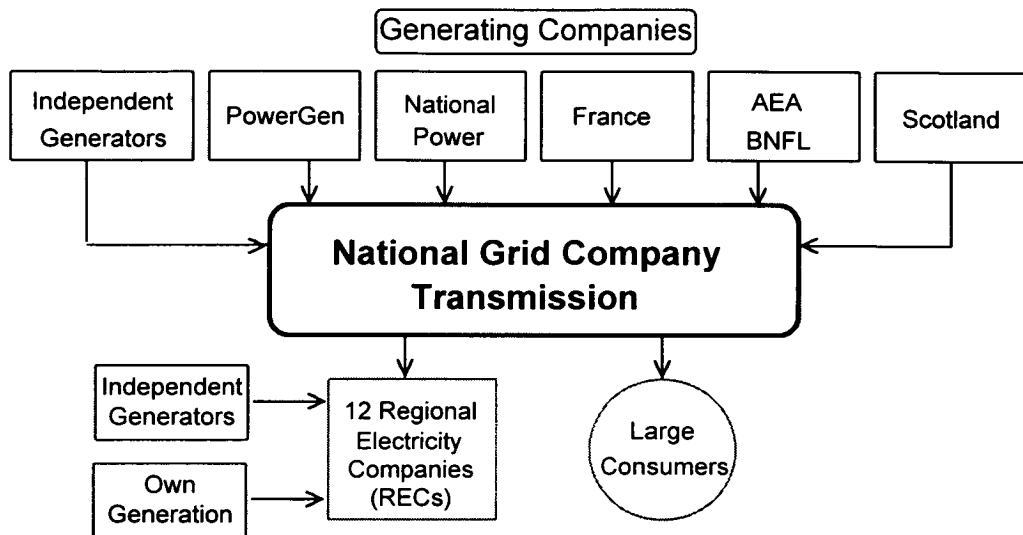 Generating Companies
Independent
Generators
PowerGen
National
Power
France
AEA
BNFL
Scotland
National Grid Company
Transmission
Independent
Generators
Own
Generation
12 Regional
Electricity
Companies
(RECs)
Large
Consumers